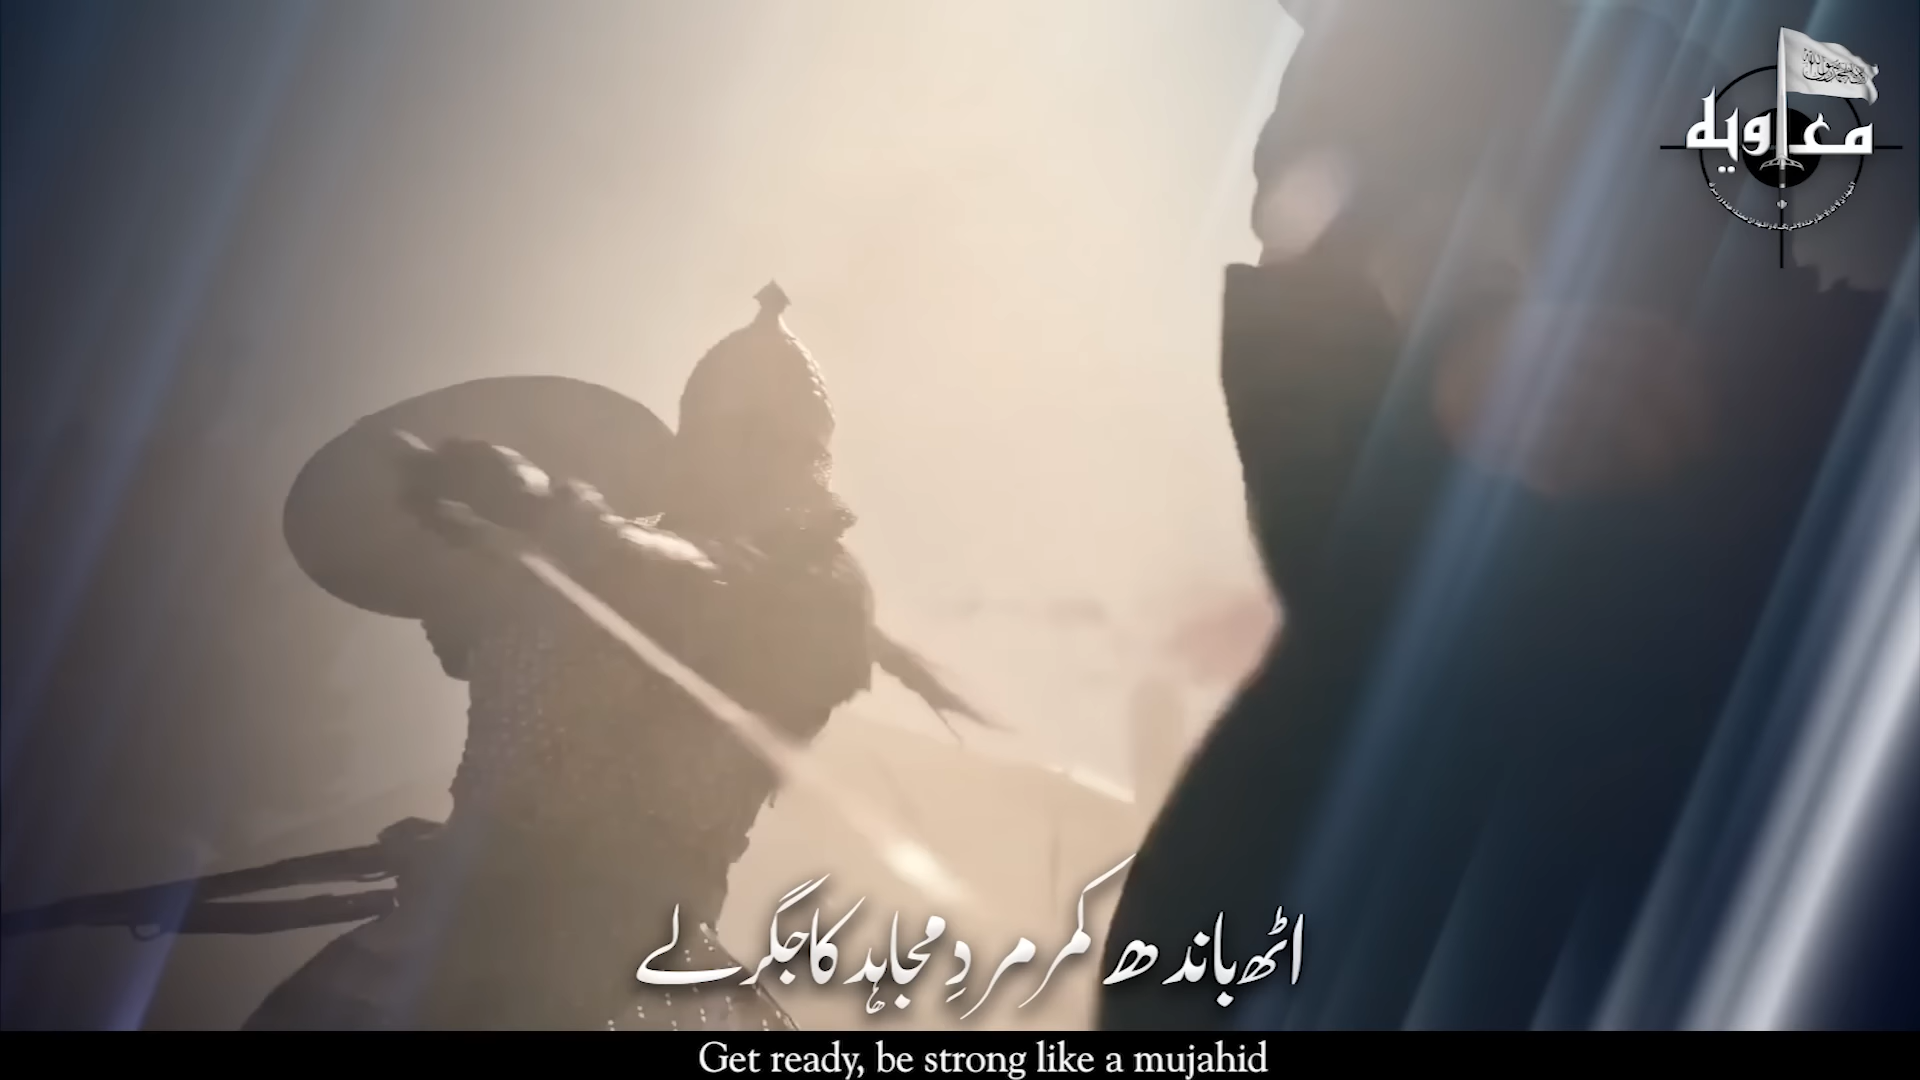 معاویہ
اٹھ باندھ کمر مردِ مجاہد کا جگر لے
Get ready, be strong like a mujahid